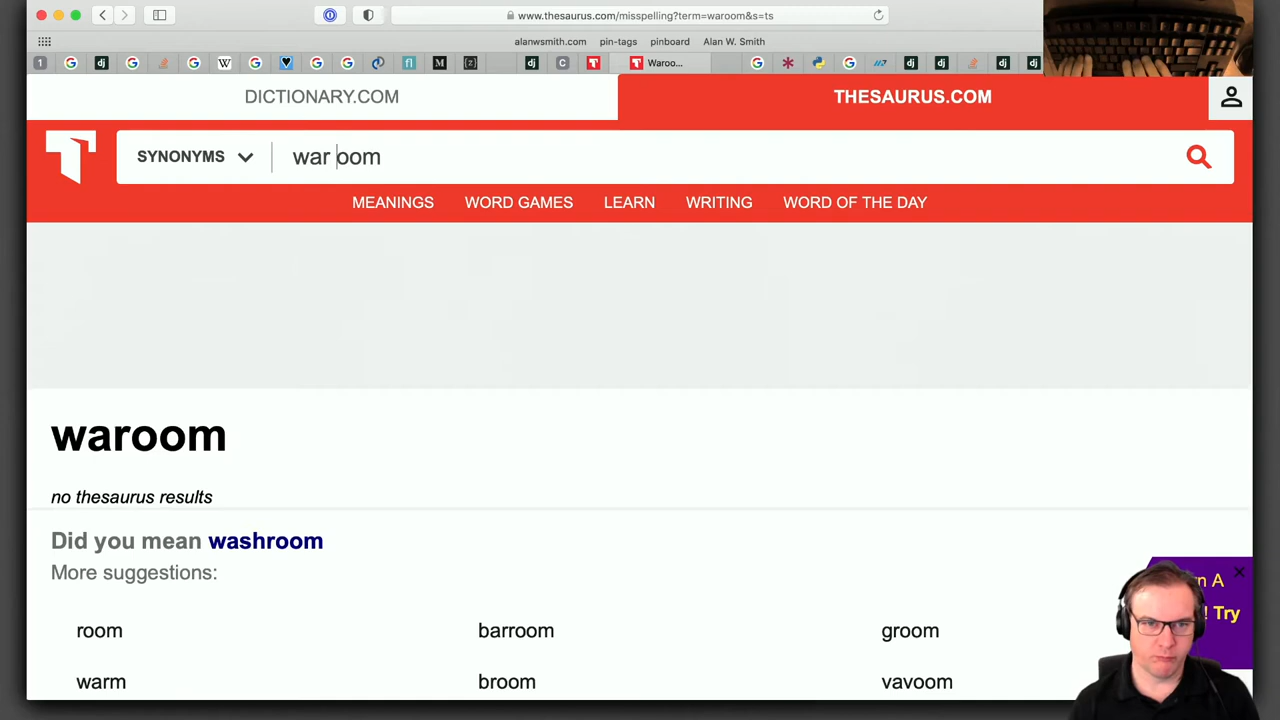 www.thesaurus.com/misspelling?term=waroom&s=ts
alanwsmith.com pin-tags pinboard Alan W. Smith
1 Waroo...
DICTIONARY.COM THESAURUS.COM
SYNONYMS war oom
MEANINGS WORD GAMES LEARN WRITING WORD OF THE DAY
waroom
no thesaurus results
Did you mean washroom
More suggestions:
n A
! Try
room barroom groom
warm broom vavoom